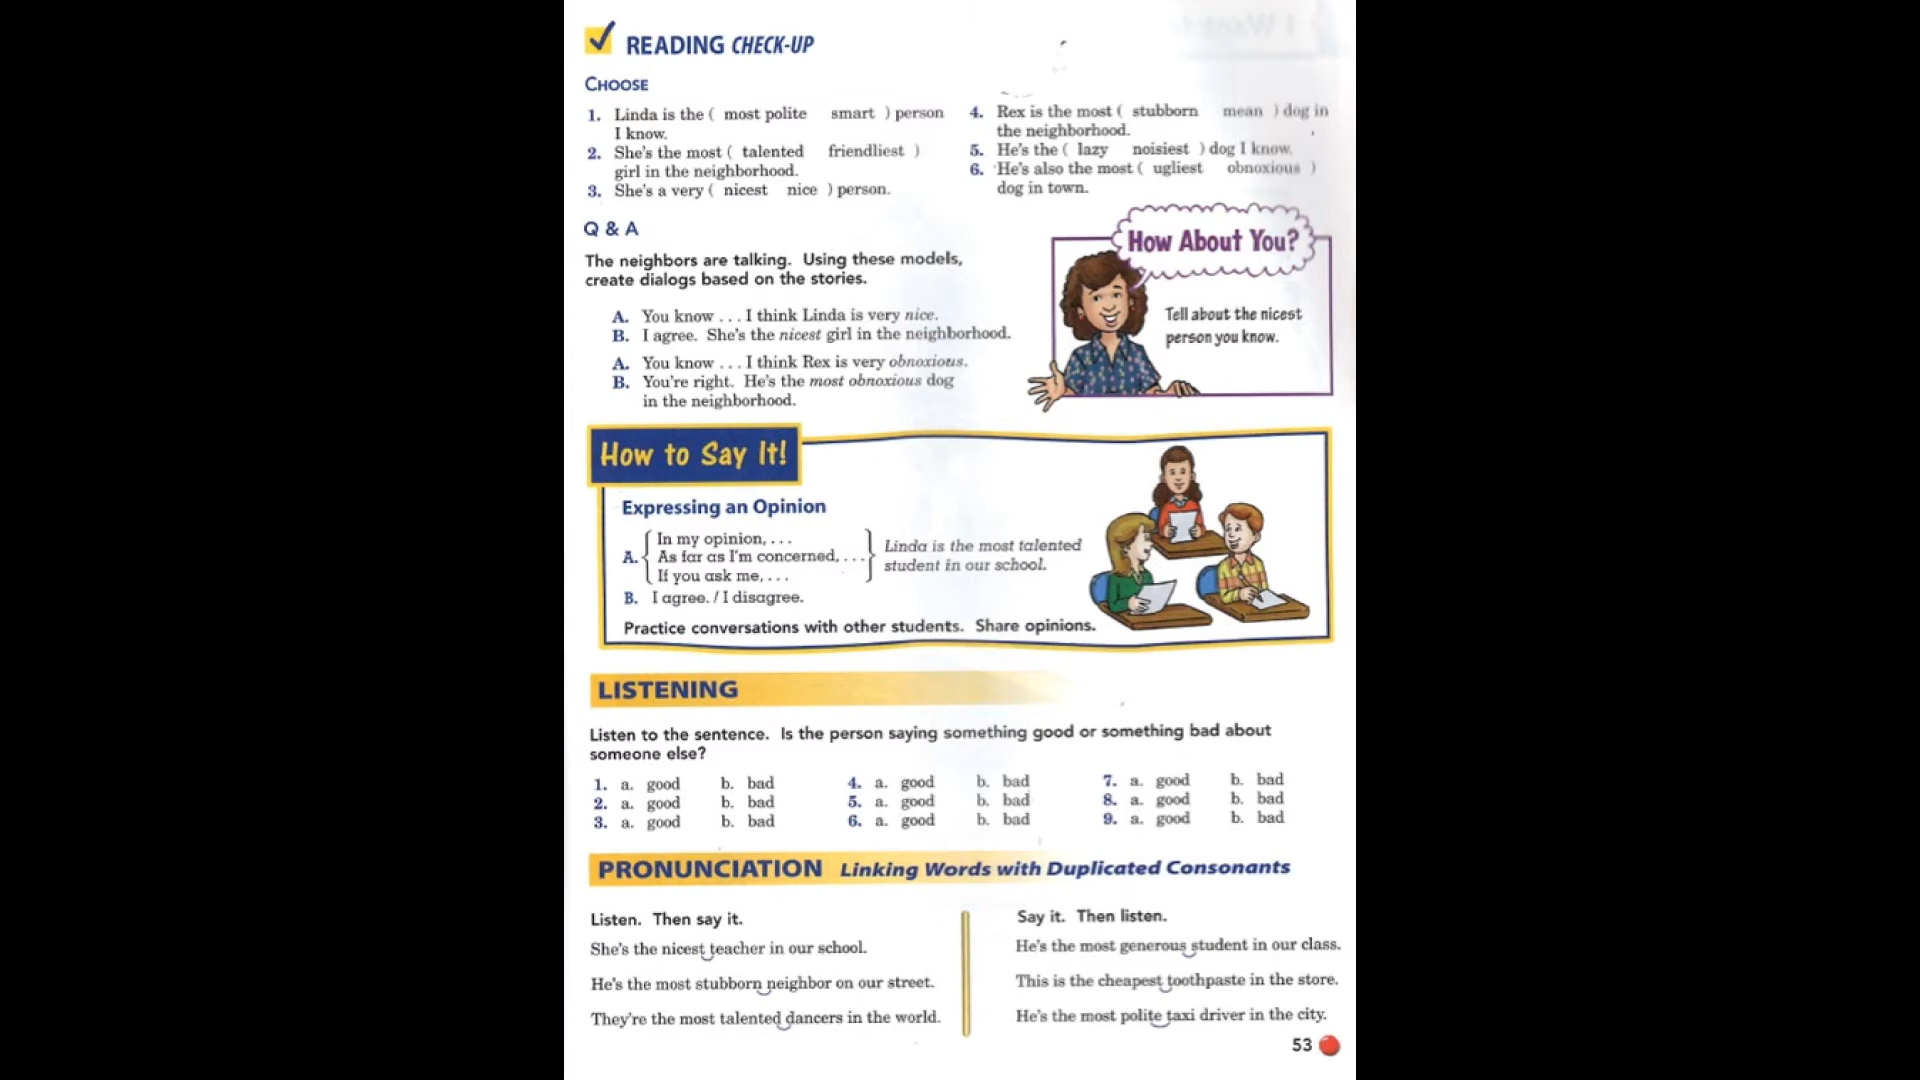 READING CHECK-UP
CHOOSE
1. Linda is the ( most polite smart ) person
I know.
2. She's the most ( talented friendliest )
girl in the neighborhood.
3. She's a very ( nicest nice ) person.
4. Rex is the most ( stubborn mean ) dog in
the neighborhood.
5. He's the ( lazy noisiest ) dog I know.
6. He's also the most ( ugliest obnoxious )
dog in town.
Q & A
The neighbors are talking. Using these models,
create dialogs based on the stories.
A. You know . . . I think Linda is very nice.
B. I agree. She's the nicest girl in the neighborhood.
A. You know . . . I think Rex is very obnoxious.
B. You're right. He's the most obnoxious dog
in the neighborhood.
How About You?
Tell about the nicest
person you know.
How to Say It!
Expressing an Opinion
A. In my opinion, . . .
As far as I'm concerned, . . .
If you ask me, . . .
Linda is the most talented
student in our school.
B. I agree. / I disagree.
Practice conversations with other students. Share opinions.
LISTENING
Listen to the sentence. Is the person saying something good or something bad about
someone else?
1. a. good b. bad
2. a. good b. bad
3. a. good b. bad
4. a. good b. bad
5. a. good b. bad
6. a. good b. bad
7. a. good b. bad
8. a. good b. bad
9. a. good b. bad
PRONUNCIATION Linking Words with Duplicated Consonants
Listen. Then say it.
She's the nicest teacher in our school.
He's the most stubborn neighbor on our street.
They're the most talented dancers in the world.
Say it. Then listen.
He's the most generous student in our class.
This is the cheapest toothpaste in the store.
He's the most polite taxi driver in the city.
53